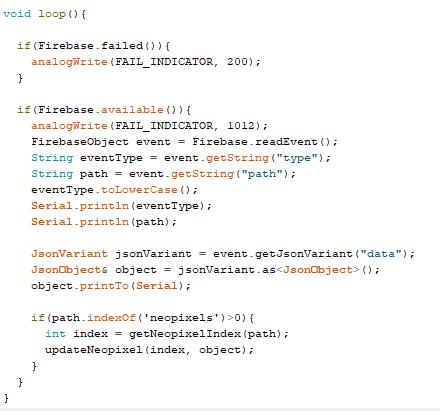 void loop(){
if(Firebase.failed()){
analogWrite(FAIL_INDICATOR, 200);
}
if(Firebase.available()){
analogWrite(FAIL_INDICATOR, 1012);
FirebaseObject event = Firebase.readEvent();
String eventType = event.getString("type");
String path = event.getString("path");
eventType.toLowerCase();
Serial.println(eventType);
Serial.println(path);
JsonVariant jsonVariant = event.getJsonVariant("data");
JsonObject& object = jsonVariant.as<JsonObject>();
object.printTo(Serial);
if(path.indexOf('neopixels')>0){
int index = getNeopixelIndex(path);
updateNeopixel(index, object);
}
}
}